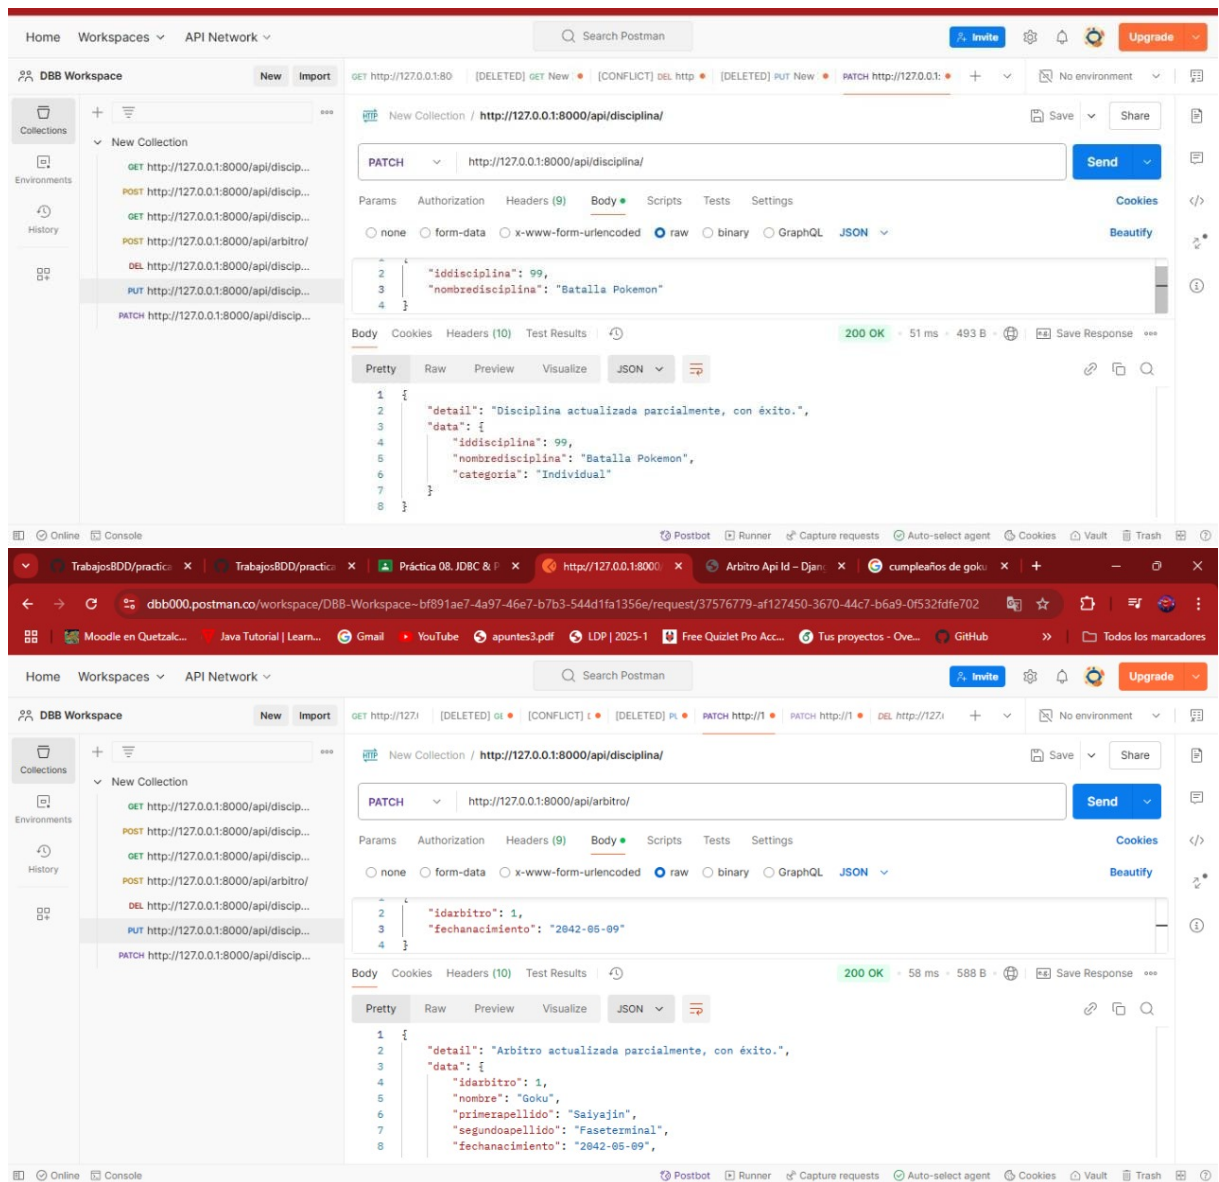 Home Workspaces API Network Search Postman Invite Upgrade
DBB Workspace New Import GET http://127.0.0.1:80 [DELETED] GET New [CONFLICT] DEL http [DELETED] PUT New PATCH http://127.0.0.1: No environment
Collections
New Collection / http://127.0.0.1:8000/api/disciplina/ Save Share
New Collection
GET http://127.0.0.1:8000/api/discip...
POST http://127.0.0.1:8000/api/discip...
GET http://127.0.0.1:8000/api/discip...
POST http://127.0.0.1:8000/api/arbitro/
DEL http://127.0.0.1:8000/api/discip...
PUT http://127.0.0.1:8000/api/discip...
PATCH http://127.0.0.1:8000/api/discip...
Environments
History
PATCH http://127.0.0.1:8000/api/disciplina/ Send
Params Authorization Headers (9) Body Scripts Tests Settings Cookies
none form-data x-www-form-urlencoded raw binary GraphQL JSON Beautify
2 "iddisciplina": 99,
3 "nombredisciplina": "Batalla Pokemon"
4 }
Body Cookies Headers (10) Test Results 200 OK 51 ms 493 B Save Response
Pretty Raw Preview Visualize JSON
1 {
2 "detail": "Disciplina actualizada parcialmente, con éxito.",
3 "data": {
4 "iddisciplina": 99,
5 "nombredisciplina": "Batalla Pokemon",
6 "categoria": "Individual"
7 }
8 }
Online Console Postbot Runner Capture requests Auto-select agent Cookies Vault Trash
TrabajosBDD/practica TrabajosBDD/practica Práctica 08. JDBC & P http://127.0.0.1:8000/ Arbitro Api Id – Djan cumpleaños de goku
dbb000.postman.co/workspace/DBB-Workspace~bf891ae7-4a97-46e7-b7b3-544d1fa1356e/request/37576779-af127450-3670-44c7-b6a9-0f532fdfe702
Moodle en Quetzalc... Java Tutorial | Learn... Gmail YouTube apuntes3.pdf LDP | 2025-1 Free Quizlet Pro Acc... Tus proyectos - Ove... GitHub » Todos los marcadores
Home Workspaces API Network Search Postman Invite Upgrade
DBB Workspace New Import GET http://127.( [DELETED] GE [CONFLICT] [DELETED] PL PATCH http://1 PATCH http://1 DEL http://127.( No environment
Collections
New Collection / http://127.0.0.1:8000/api/disciplina/ Save Share
New Collection
GET http://127.0.0.1:8000/api/discip...
POST http://127.0.0.1:8000/api/discip...
GET http://127.0.0.1:8000/api/discip...
POST http://127.0.0.1:8000/api/arbitro/
DEL http://127.0.0.1:8000/api/discip...
PUT http://127.0.0.1:8000/api/discip...
PATCH http://127.0.0.1:8000/api/discip...
Environments
History
PATCH http://127.0.0.1:8000/api/arbitro/ Send
Params Authorization Headers (9) Body Scripts Tests Settings Cookies
none form-data x-www-form-urlencoded raw binary GraphQL JSON Beautify
2 "idarbitro": 1,
3 "fechanacimiento": "2042-05-09"
4 }
Body Cookies Headers (10) Test Results 200 OK 58 ms 588 B Save Response
Pretty Raw Preview Visualize JSON
1 {
2 "detail": "Arbitro actualizada parcialmente, con éxito.",
3 "data": {
4 "idarbitro": 1,
5 "nombre": "Goku",
6 "primerapellido": "Saiyajin",
7 "segundoapellido": "Faseterminal",
8 "fechanacimiento": "2042-05-09",
Online Console Postbot Runner Capture requests Auto-select agent Cookies Vault Trash